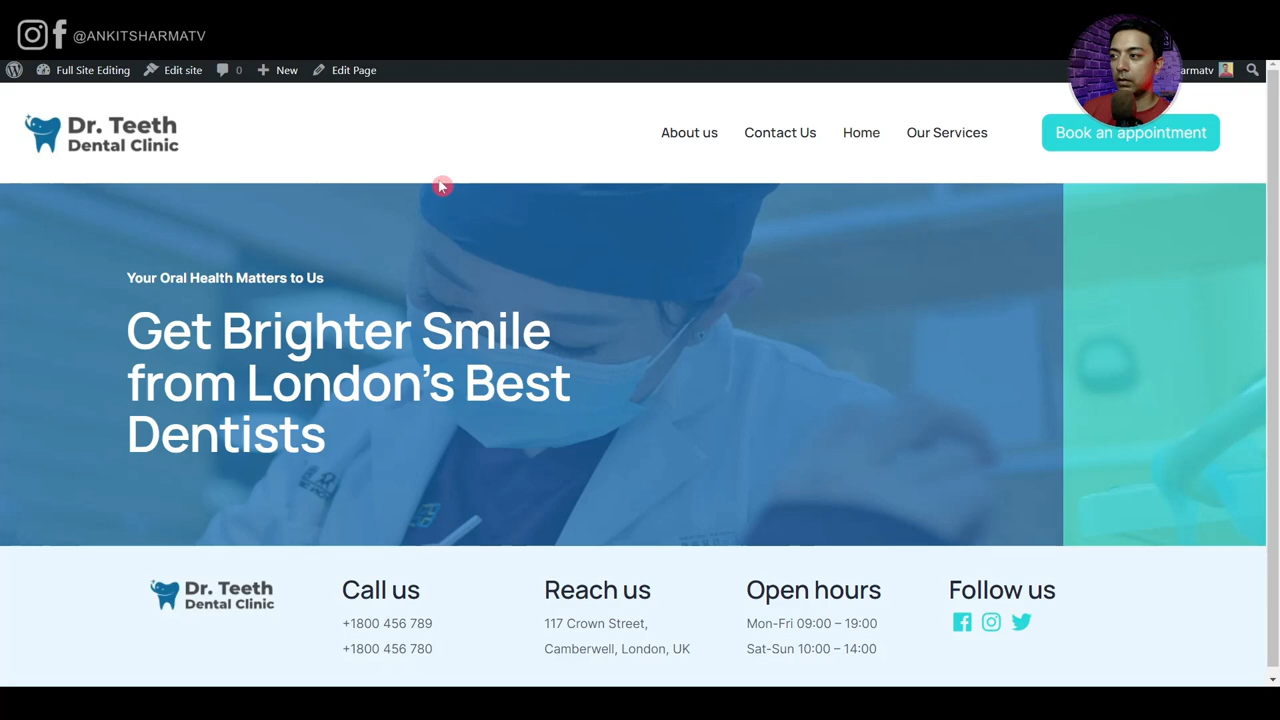 @ANKITSHARMATV
Full Site Editing Edit site 0 New Edit Page
armatv
Dr. Teeth
Dental Clinic
About us Contact Us Home Our Services Book an appointment
Your Oral Health Matters to Us
Get Brighter Smile
from London’s Best
Dentists
Dr. Teeth
Dental Clinic
Call us
+1800 456 789
+1800 456 780
Reach us
117 Crown Street,
Camberwell, London, UK
Open hours
Mon-Fri 09:00 – 19:00
Sat-Sun 10:00 – 14:00
Follow us